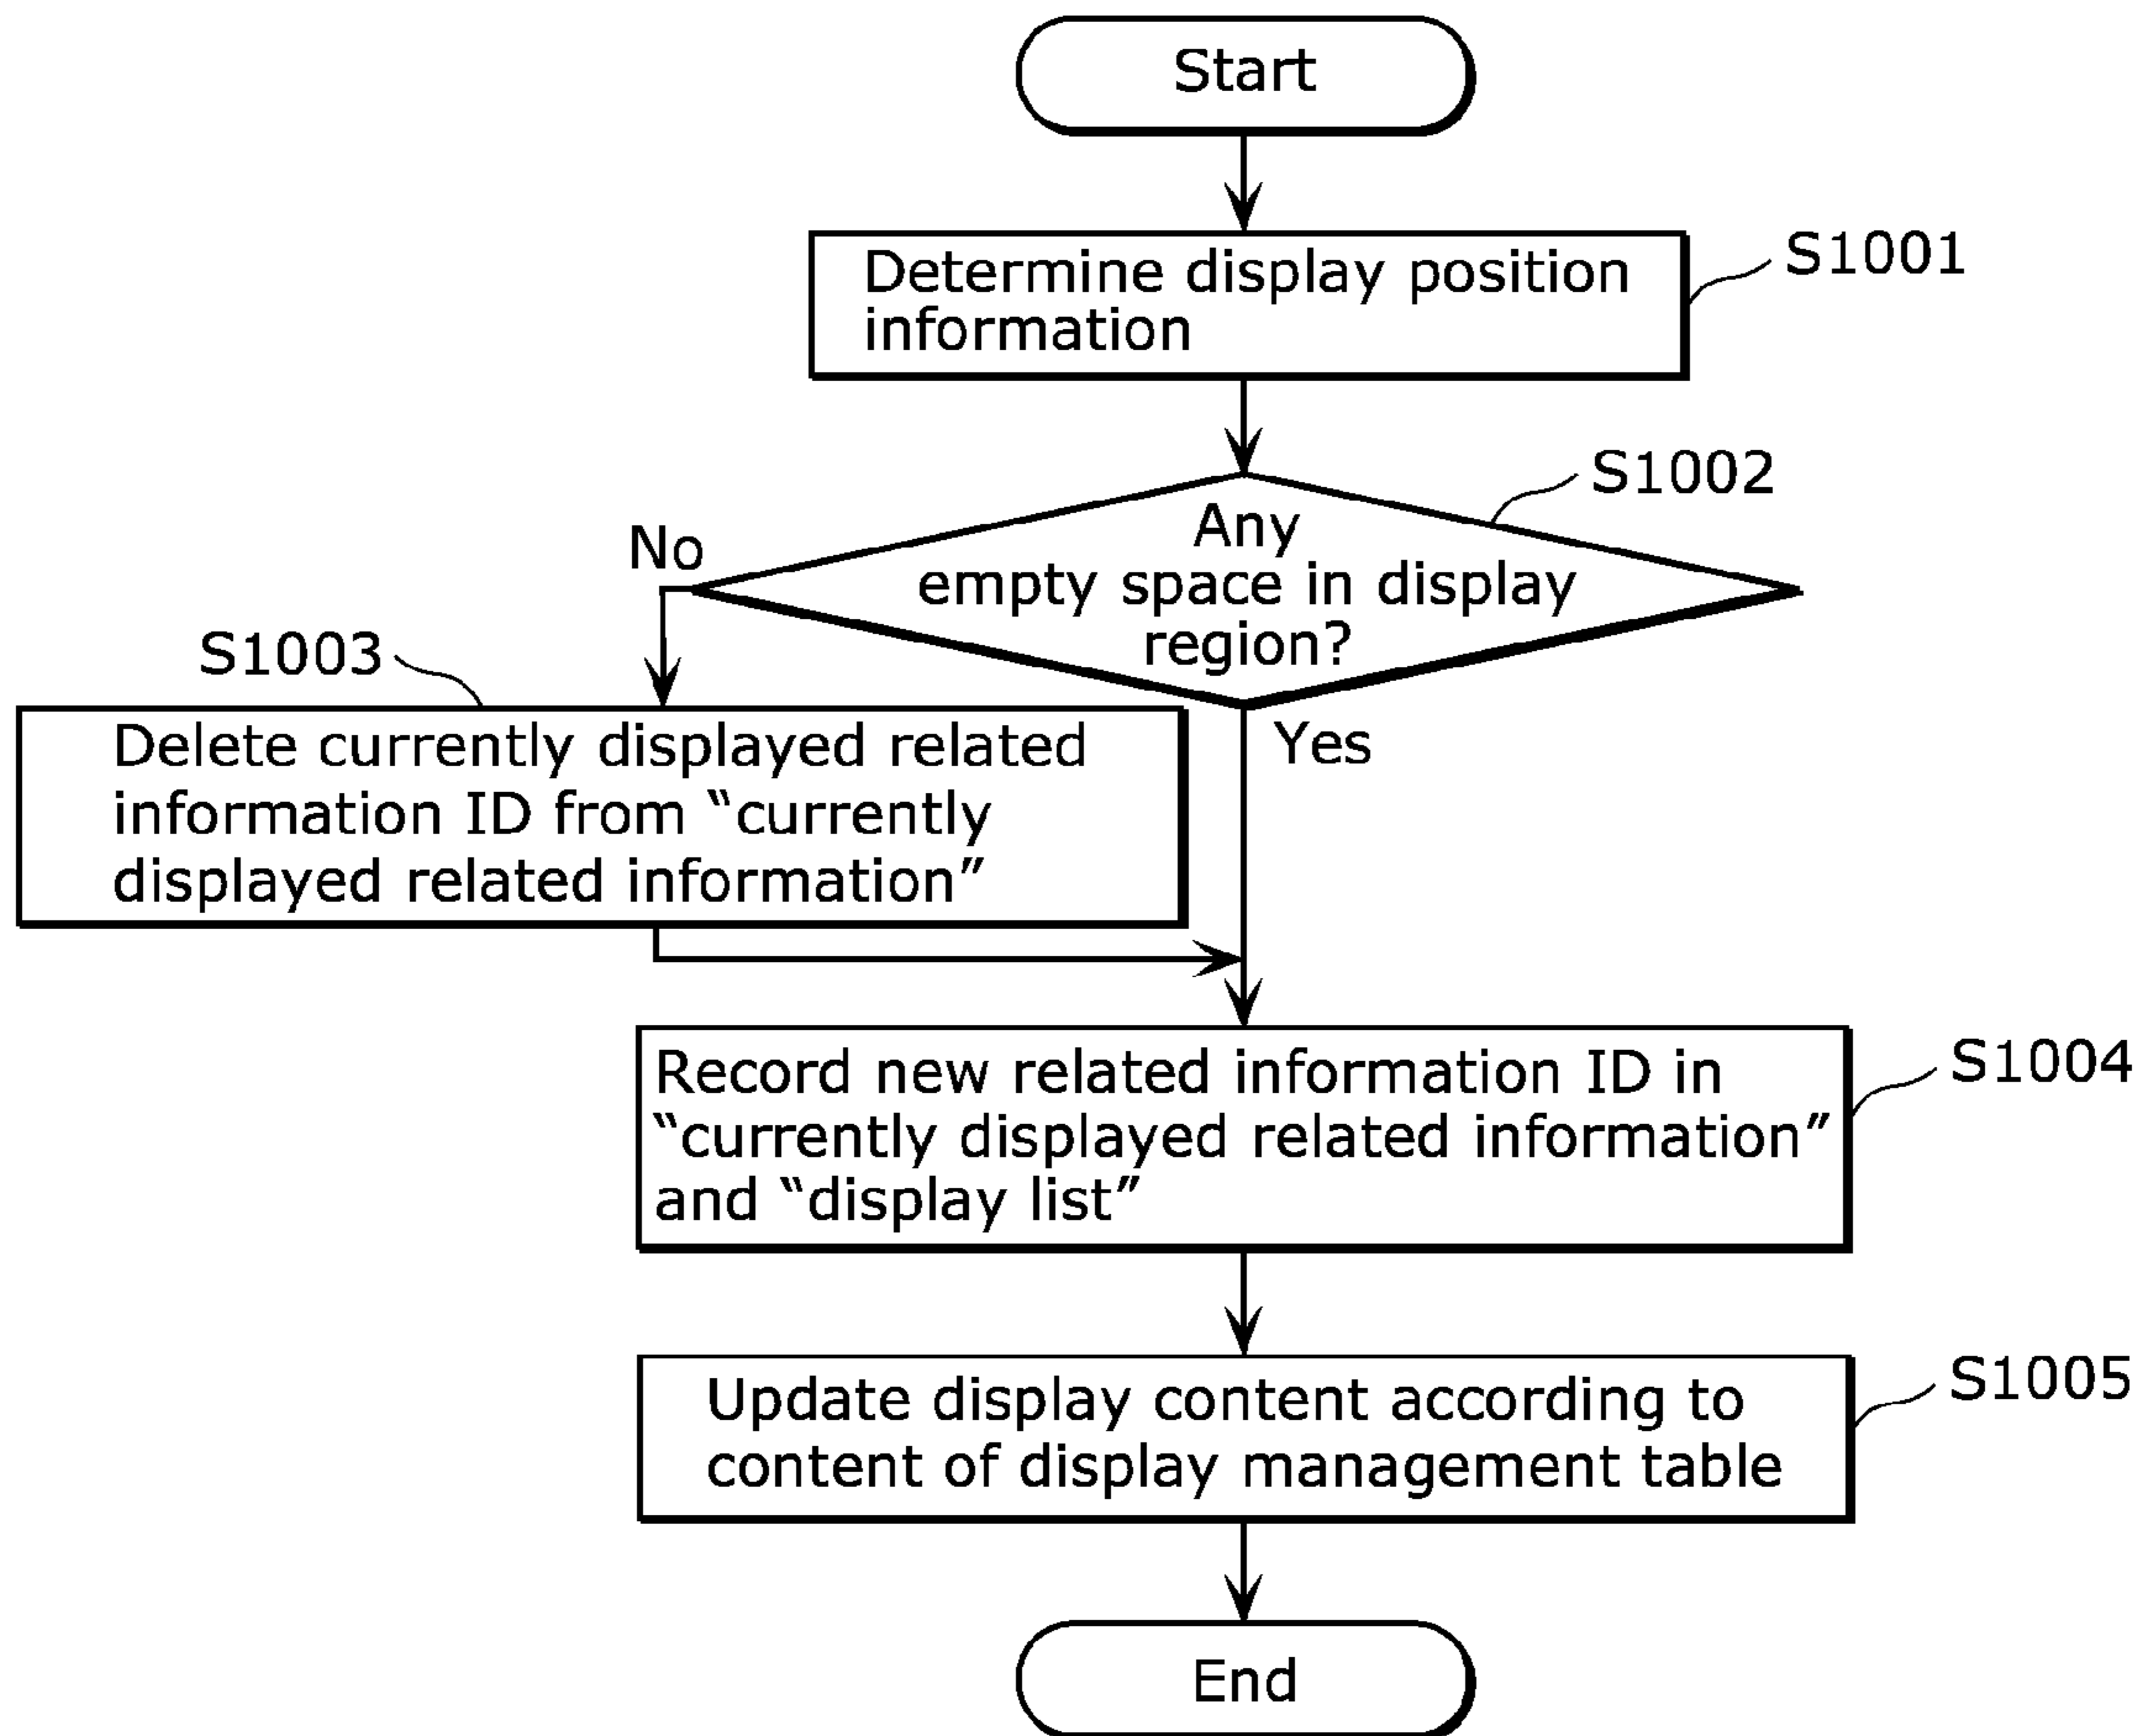 Start
Determine display position
information
S1001
S1002
Any
empty space in display
region?
No
Yes
S1003
Delete currently displayed related
information ID from “currently
displayed related information”
Record new related information ID in
“currently displayed related information”
and “display list”
S1004
Update display content according to
content of display management table
S1005
End